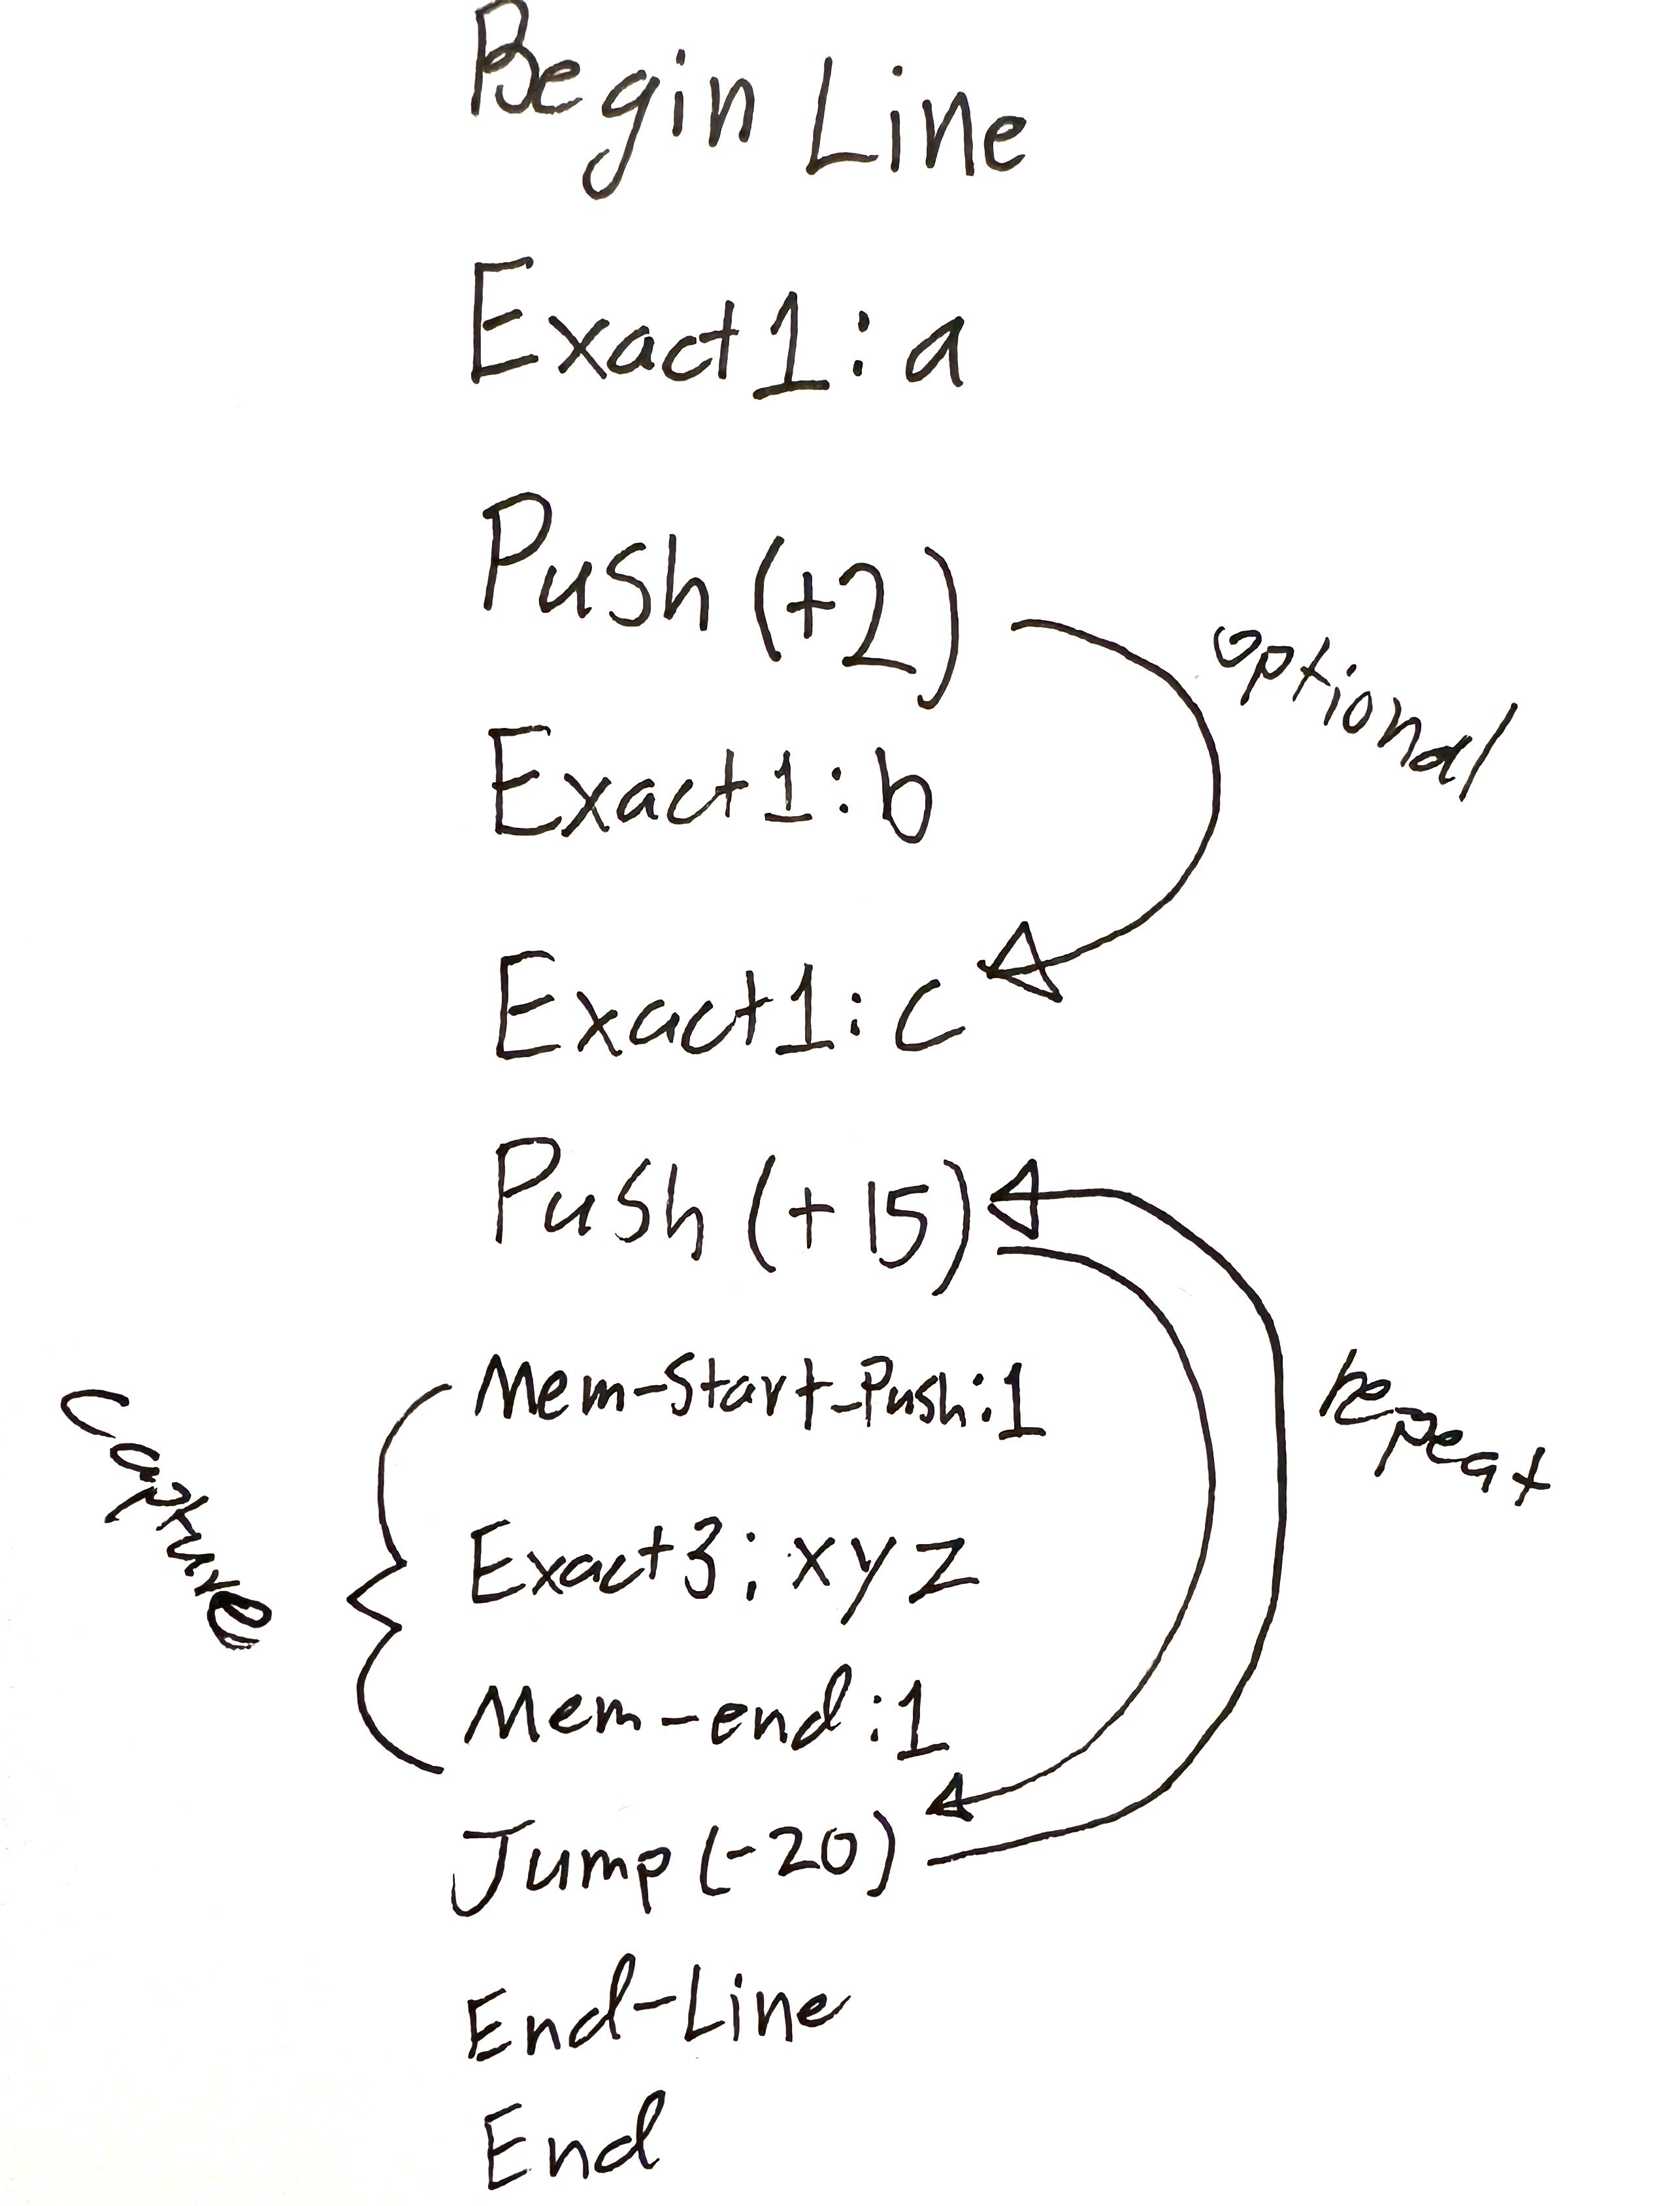 Begin Line
Exact1:a
Push (+2)
optional
Exact1:b
Exact1:c
Push (+15)
repeat
Mem-Start-Push:1
Capture
Exact3:xyz
Mem-end:1
Jump(-20)
End-Line
End